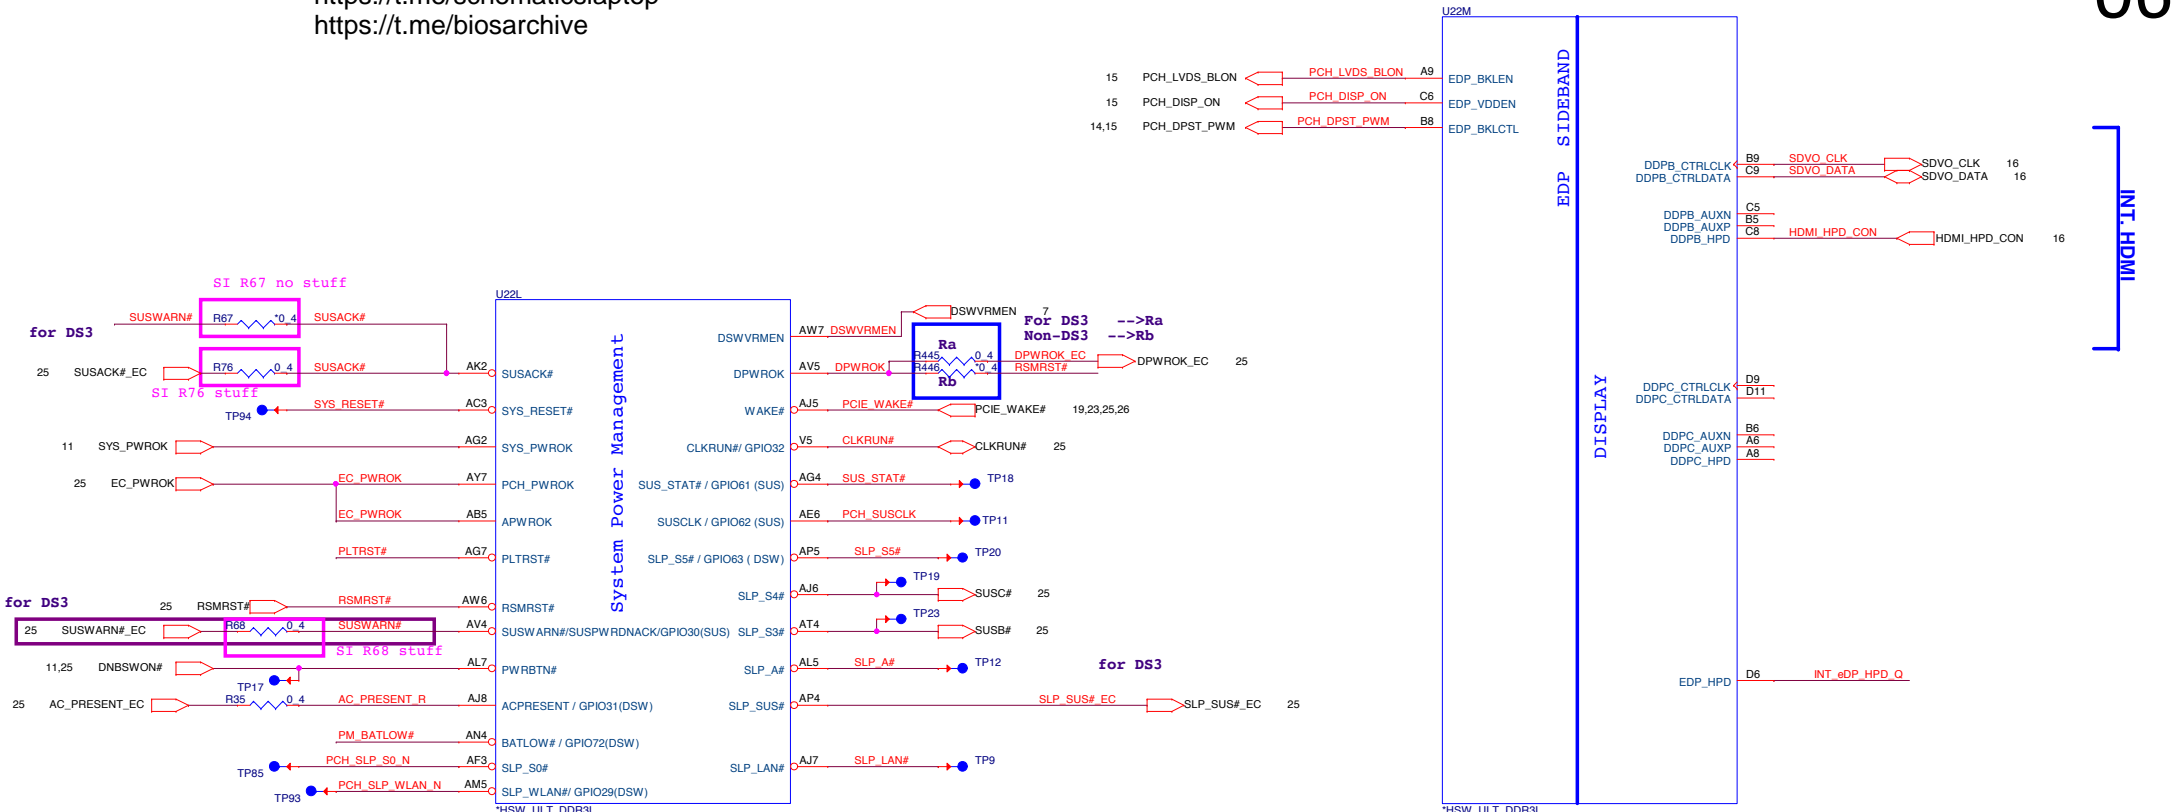 https://t.me/schematicslaptop
https://t.me/biosarchive
06
U22M
EDP SIDEBAND
DISPLAY
15 PCH_LVDS_BLON PCH_LVDS_BLON A9 EDP_BKLEN
15 PCH_DISP_ON PCH_DISP_ON C6 EDP_VDDEN
14,15 PCH_DPST_PWM PCH_DPST_PWM B8 EDP_BKLCTL
DDPB_CTRLCLK B9 SDVO_CLK SDVO_CLK 16
DDPB_CTRLDATA C9 SDVO_DATA SDVO_DATA 16
DDPB_AUXN C5
DDPB_AUXP B5
DDPB_HPD C8 HDMI_HPD_CON HDMI_HPD_CON 16
INT. HDMI
DDPC_CTRLCLK D9
DDPC_CTRLDATA D11
DDPC_AUXN B6
DDPC_AUXP A6
DDPC_HPD A8
EDP_HPD D6 INT_eDP_HPD_Q
*HSW_ULT_DDR3L
U22L
System Power Management
SI R67 no stuff
for DS3
SUSWARN# R67 *0_4 SUSACK#
25 SUSACK#_EC R76 0_4 SUSACK# AK2 SUSACK#
SI R76 stuff
TP94 SYS_RESET# AC3 SYS_RESET#
11 SYS_PWROK AG2 SYS_PWROK
25 EC_PWROK EC_PWROK AY7 PCH_PWROK
EC_PWROK AB5 APWROK
PLTRST# AG7 PLTRST#
for DS3
25 RSMRST# RSMRST# AW6 RSMRST#
25 SUSWARN#_EC R68 0_4 SUSWARN# AV4 SUSWARN#/SUSPWRDNACK/GPIO30(SUS)
SI R68 stuff
11,25 DNBSWON# AL7 PWRBTN#
TP17
25 AC_PRESENT_EC R35 0_4 AC_PRESENT_R AJ8 ACPRESENT / GPIO31(DSW)
PM_BATLOW# AN4 BATLOW# / GPIO72(DSW)
TP85 PCH_SLP_S0_N AF3 SLP_S0#
TP93 PCH_SLP_WLAN_N AM5 SLP_WLAN#/ GPIO29(DSW)
DSWVRMEN AW7 DSWVRMEN DSWVRMEN 7
For DS3 -->Ra
Non-DS3 -->Rb
Ra
R445 0_4 DPWROK_EC DPWROK_EC 25
DPWROK AV5 DPWROK R446 *0_4 RSMRST#
Rb
WAKE# AJ5 PCIE_WAKE# PCIE_WAKE# 19,23,25,26
CLKRUN#/ GPIO32 V5 CLKRUN# CLKRUN# 25
SUS_STAT# / GPIO61 (SUS) AG4 SUS_STAT# TP18
SUSCLK / GPIO62 (SUS) AE6 PCH_SUSCLK TP11
SLP_S5# / GPIO63 ( DSW) AP5 SLP_S5# TP20
TP19
SLP_S4# AJ6 SUSC# 25
TP23
SLP_S3# AT4 SUSB# 25
SLP_A# AL5 SLP_A# TP12
for DS3
SLP_SUS# AP4 SLP_SUS#_EC SLP_SUS#_EC 25
SLP_LAN# AJ7 SLP_LAN# TP9
*HSW_ULT_DDR3L